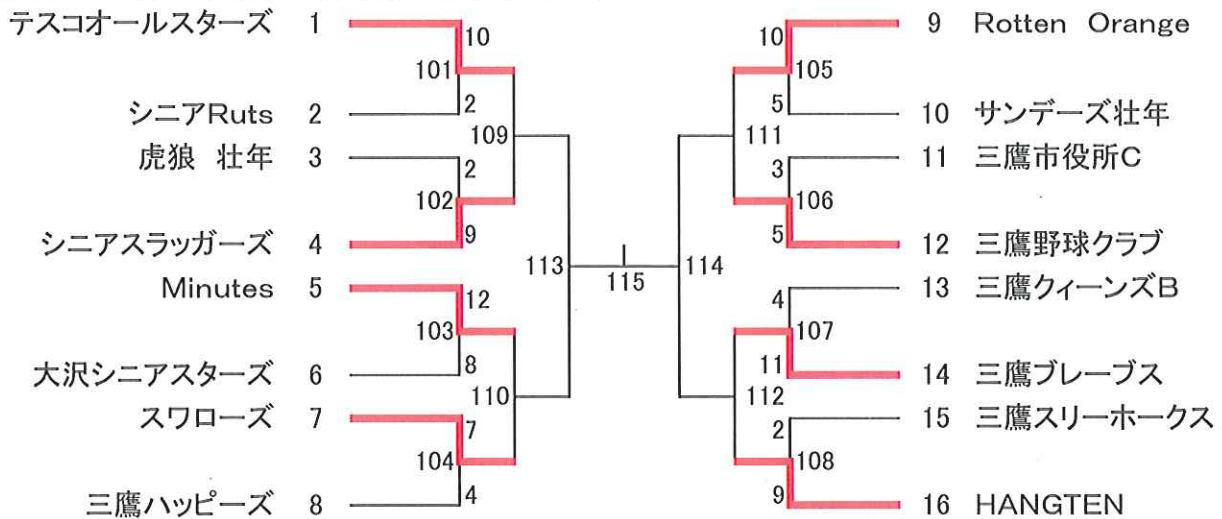 テスコオールスターズ 1 10 10 9 Rotten Orange
101 105
シニアRuts 2 2 5 10 サンデーズ壮年
109 111
虎狼 壮年 3 2 3 11 三鷹市役所C
102 106
シニアスラッガーズ 4 9 5 12 三鷹野球クラブ
113 115 114
Minutes 5 12 4 13 三鷹クィーンズB
103 107
大沢シニアスターズ 6 8 11 14 三鷹ブレーブス
110 112
スワローズ 7 7 2 15 三鷹スリーホークス
104 108
三鷹ハッピーズ 8 4 9 16 HANGTEN